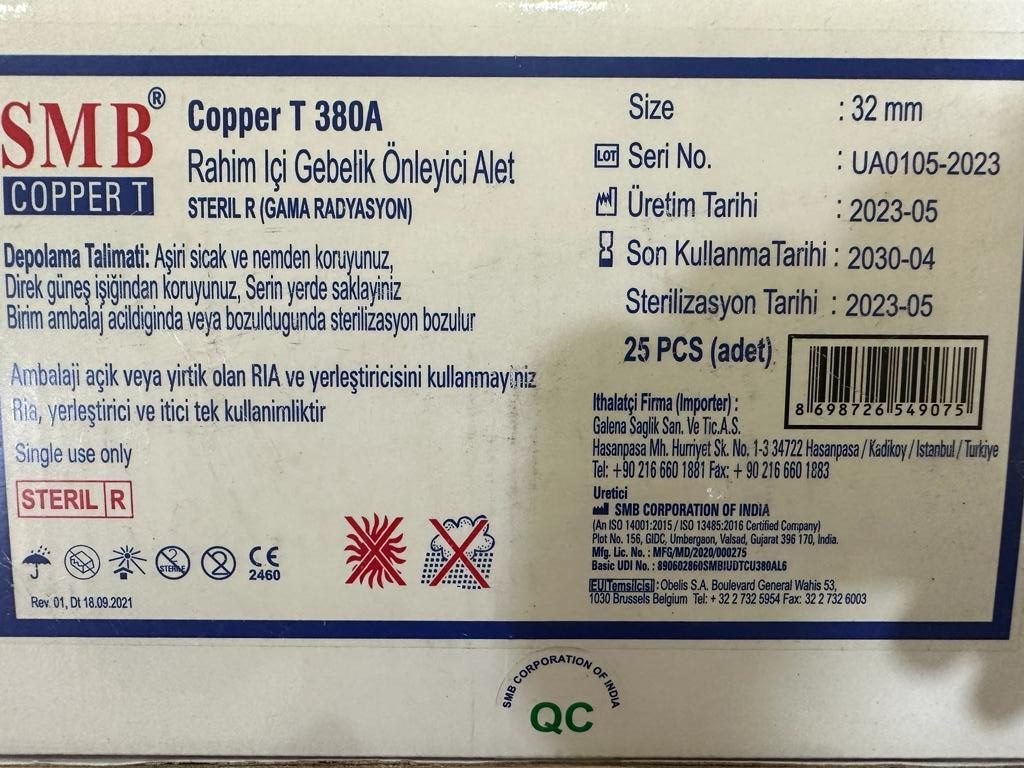 SMB®
COPPER T
Copper T 380A
Rahim Içi Gebelik Önleyici Alet
STERIL R (GAMA RADYASYON)
Depolama Talimati: Aşiri sicak ve nemden koruyunuz,
Direk güneş işiğindan koruyunuz, Serin yerde saklayiniz
Birim ambalaj acildiginda veya bozuldugunda sterilizasyon bozulur
Ambalaji açik veya yirtik olan RIA ve yerleştiricisini kullanmayiniz
Ria, yerleştirici ve itici tek kullanimliktir
Single use only
STERIL R
STERILE
2
CE
2460
Rev. 01, Dt 18.09.2021
Size : 32 mm
LOT Seri No. : UA0105-2023
Üretim Tarihi : 2023-05
Son KullanmaTarihi : 2030-04
Sterilizasyon Tarihi : 2023-05
25 PCS (adet)
8 698726 549075
Ithalatçi Firma (Importer) :
Galena Saglik San. Ve Tic.A.S.
Hasanpasa Mh. Hurriyet Sk. No. 1-3 34722 Hasanpasa / Kadikoy / Istanbul / Turkiye
Tel: +90 216 660 1881 Fax: + 90 216 660 1883
Uretici
SMB CORPORATION OF INDIA
(An ISO 14001:2015 / ISO 13485:2016 Certified Company)
Plot No. 156, GIDC, Umbergaon, Valsad, Gujarat 396 170, India.
Mfg. Lic. No. : MFG/MD/2020/000275
Basic UDI No. : 890602860SMBIUDTCU380AL6
EU Temsilcisi : Obelis S.A. Boulevard General Wahis 53,
1030 Brussels Belgium Tel: + 32 2 732 5954 Fax: 32 2 732 6003
SMB CORPORATION OF INDIA
QC